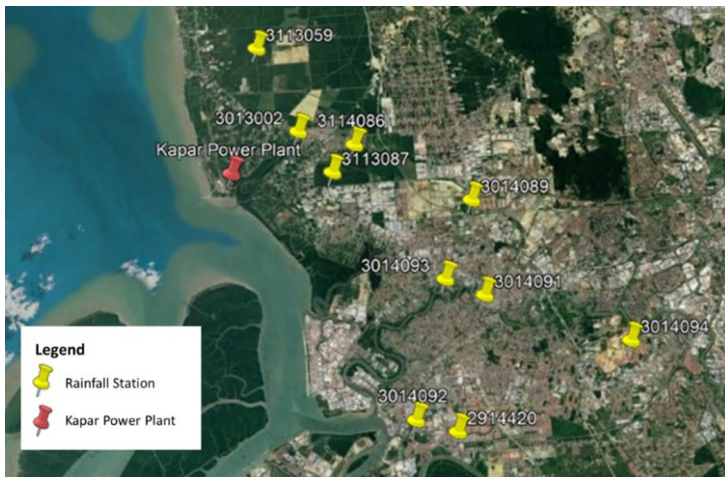 3113059
3013002
3114086
Kapar Power Plant
3113087
3014089
3014093
3014091
3014094
3014092
2914420
Legend
Rainfall Station
Kapar Power Plant